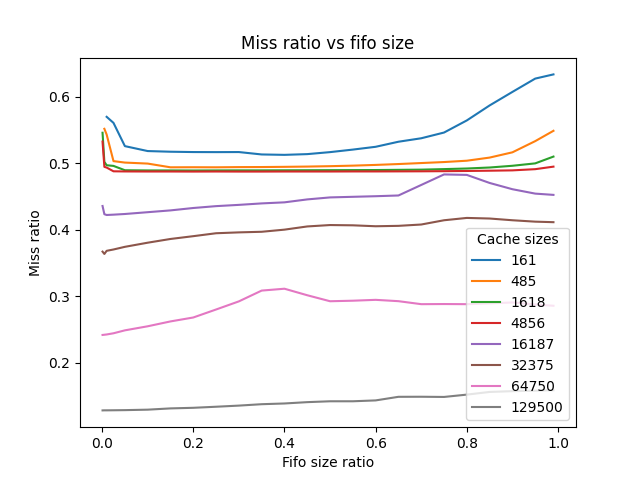 Miss ratio vs fifo size
Miss ratio
0.6
0.5
0.4
0.3
0.2
Cache sizes
161
485
1618
4856
16187
32375
64750
129500
0.0 0.2 0.4 0.6 0.8 1.0
Fifo size ratio